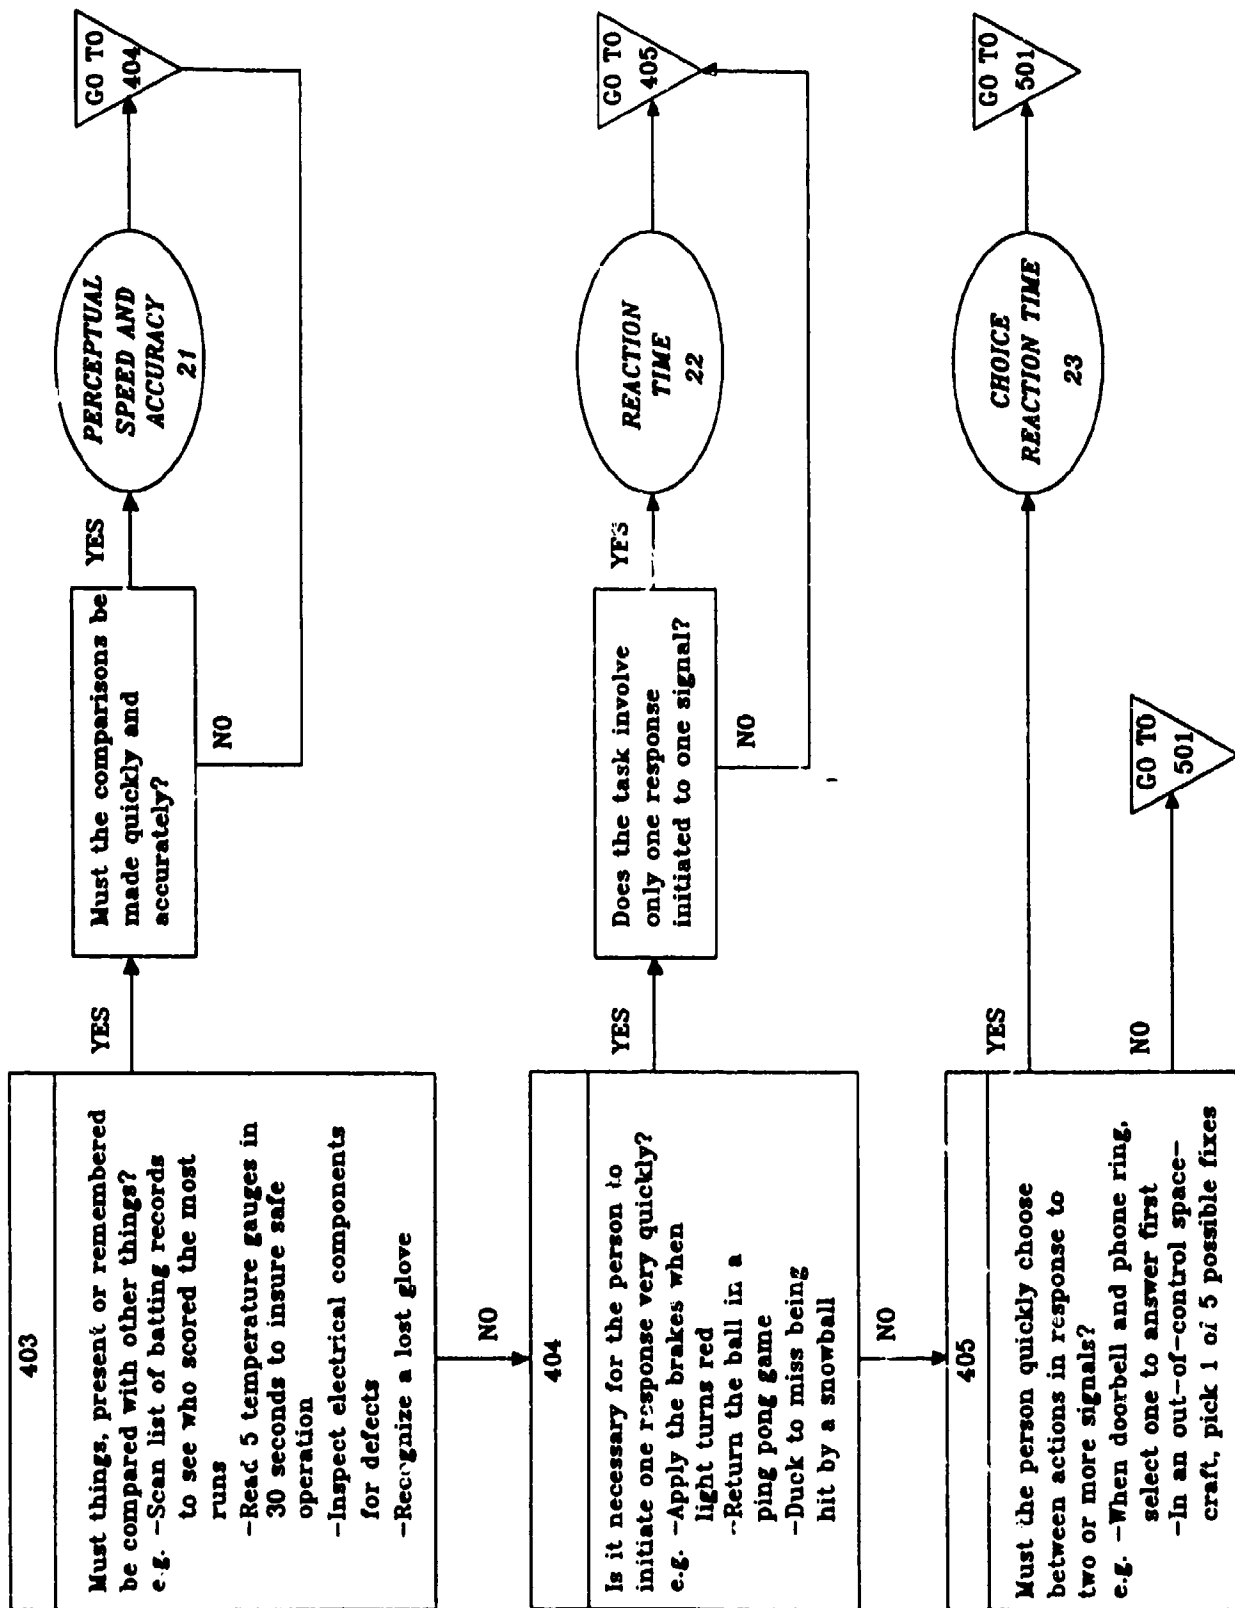 403
Must things, present or remembered
be compared with other things?
e.g. -Scan list of batting records
to see who scored the most
runs
-Read 5 temperature gauges in
30 seconds to insure safe
operation
-Inspect electrical components
for defects
-Recognize a lost glove
YES
Must the comparisons be
made quickly and
accurately?
YES
PERCEPTUAL
SPEED AND
ACCURACY
21
GO TO
404
NO
NO
404
Is it necessary for the person to
initiate one response very quickly?
e.g. -Apply the brakes when
light turns red
-Return the ball in a
ping pong game
-Duck to miss being
hit by a snowball
YES
Does the task involve
only one response
initiated to one signal?
YES
REACTION
TIME
22
GO TO
405
NO
NO
405
Must the person quickly choose
between actions in response to
two or more signals?
e.g. -When doorbell and phone ring,
select one to answer first
-In an out-of-control space-
craft, pick 1 of 5 possible fixes
YES
CHOICE
REACTION TIME
23
GO TO
501
NO
GO TO
501